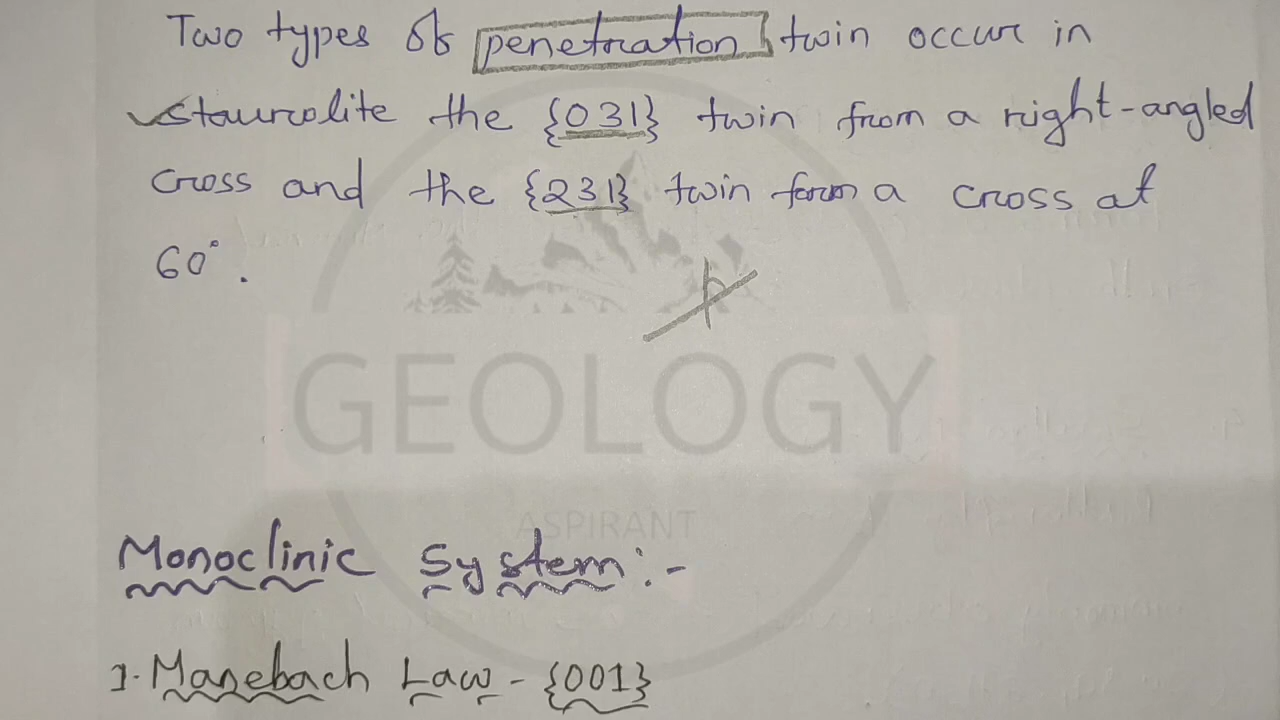 Two types of penetration twin occur in
staurolite the {031} twin from a right-angled
cross and the {231} twin form a cross at
60°.
GEOLOGY
ASPIRANT
Monoclinic System:-
1. Manebach Law - {001}